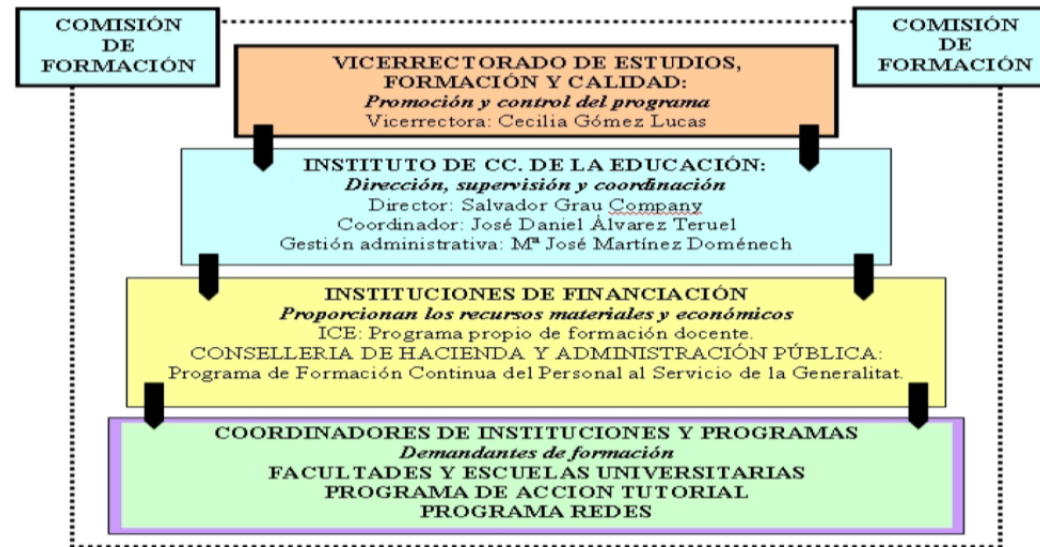 COMISIÓN
DE
FORMACIÓN
COMISIÓN
DE
FORMACIÓN
VICERRECTORADO DE ESTUDIOS,
FORMACIÓN Y CALIDAD:
Promoción y control del programa
Vicerrectora: Cecilia Gómez Lucas
INSTITUTO DE CC. DE LA EDUCACIÓN:
Dirección, supervisión y coordinación
Director: Salvador Grau Company
Coordinador: José Daniel Álvarez Teruel
Gestión administrativa: Mª José Martínez Doménech
INSTITUCIONES DE FINANCIACIÓN
Proporcionan los recursos materiales y económicos
ICE: Programa propio de formación docente.
CONSELLERIA DE HACIENDA Y ADMINISTRACIÓN PÚBLICA:
Programa de Formación Continua del Personal al Servicio de la Generalitat.
COORDINADORES DE INSTITUCIONES Y PROGRAMAS
Demandantes de formación
FACULTADES Y ESCUELAS UNIVERSITARIAS
PROGRAMA DE ACCION TUTORIAL
PROGRAMA REDES